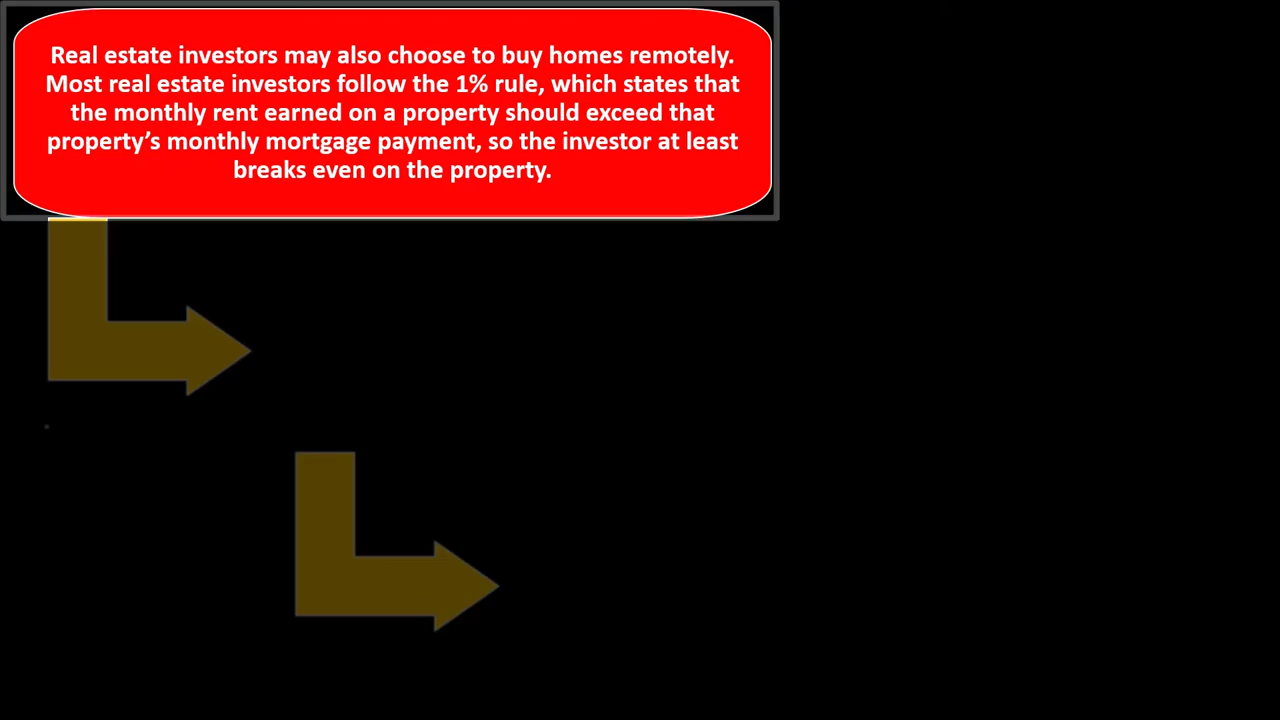 Real estate investors may also choose to buy homes remotely.
Most real estate investors follow the 1% rule, which states that
the monthly rent earned on a property should exceed that
property’s monthly mortgage payment, so the investor at least
breaks even on the property.